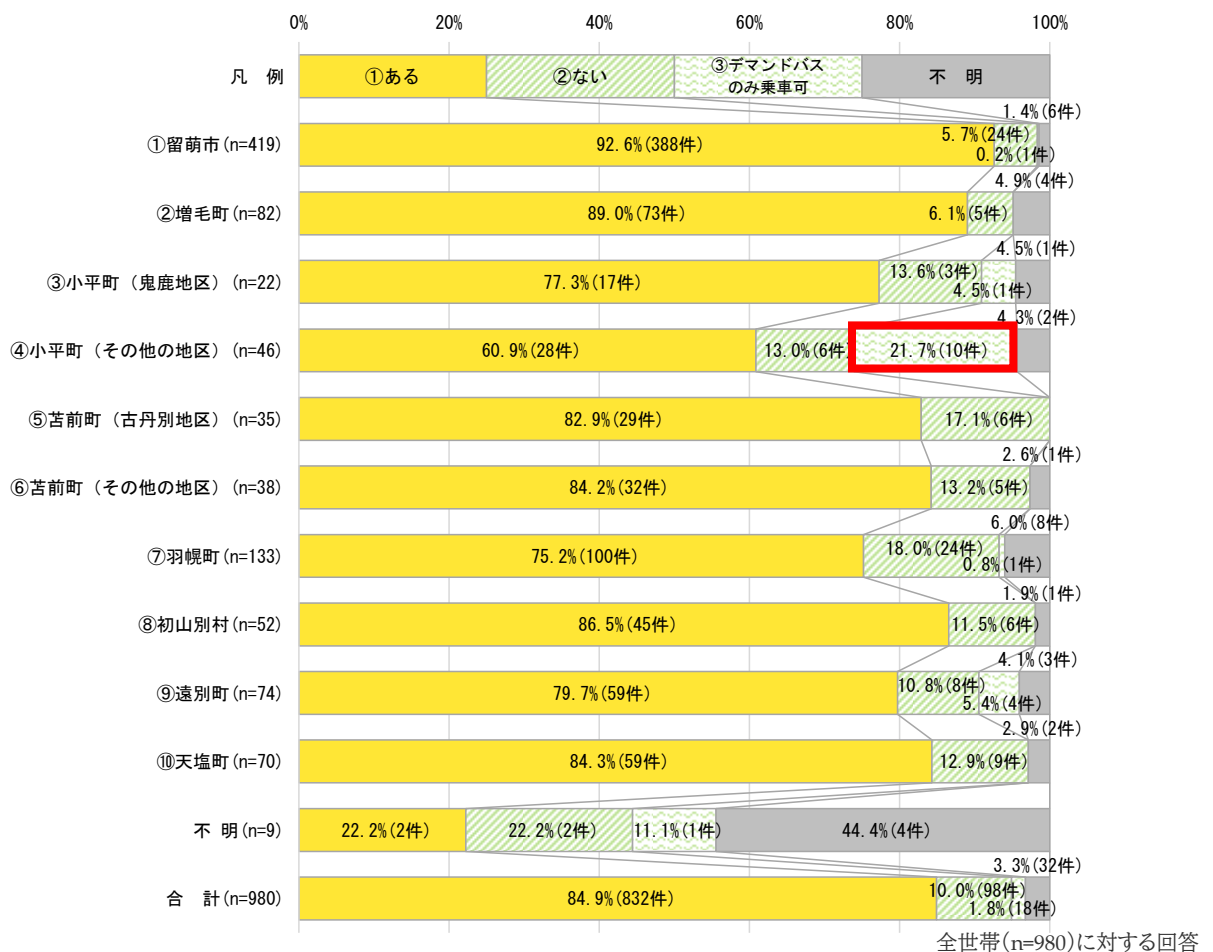 0% 20% 40% 60% 80% 100%
凡 例 ①ある ②ない ③デマンドバス
のみ乗車可 不 明
1.4%(6件)
①留萌市(n=419) 92.6%(388件) 5.7%(24件)
0.2%(1件)
4.9%(4件)
②増毛町(n=82) 89.0%(73件) 6.1%(5件)
4.5%(1件)
③小平町（鬼鹿地区）(n=22) 77.3%(17件) 13.6%(3件)
4.5%(1件)
4.3%(2件)
④小平町（その他の地区）(n=46) 60.9%(28件) 13.0%(6件) 21.7%(10件)
⑤苫前町（古丹別地区）(n=35) 82.9%(29件) 17.1%(6件)
2.6%(1件)
⑥苫前町（その他の地区）(n=38) 84.2%(32件) 13.2%(5件)
6.0%(8件)
⑦羽幌町(n=133) 75.2%(100件) 18.0%(24件)
0.8%(1件)
1.9%(1件)
⑧初山別村(n=52) 86.5%(45件) 11.5%(6件)
4.1%(3件)
⑨遠別町(n=74) 79.7%(59件) 10.8%(8件)
5.4%(4件)
2.9%(2件)
⑩天塩町(n=70) 84.3%(59件) 12.9%(9件)
不 明(n=9) 22.2%(2件) 22.2%(2件) 11.1%(1件) 44.4%(4件)
3.3%(32件)
合 計(n=980) 84.9%(832件) 10.0%(98件)
1.8%(18件)
全世帯(n=980)に対する回答